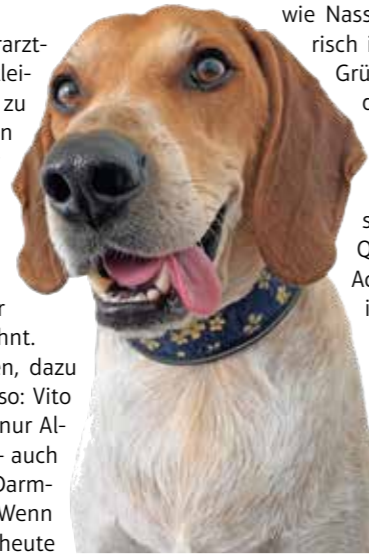 rarzt-
lei-
zu
n
r
hnt.
n, dazu
so: Vito
nur Al-
– auch
Darm-
Wenn
heute
wie Nass
risch i
Grü
s
Q
i